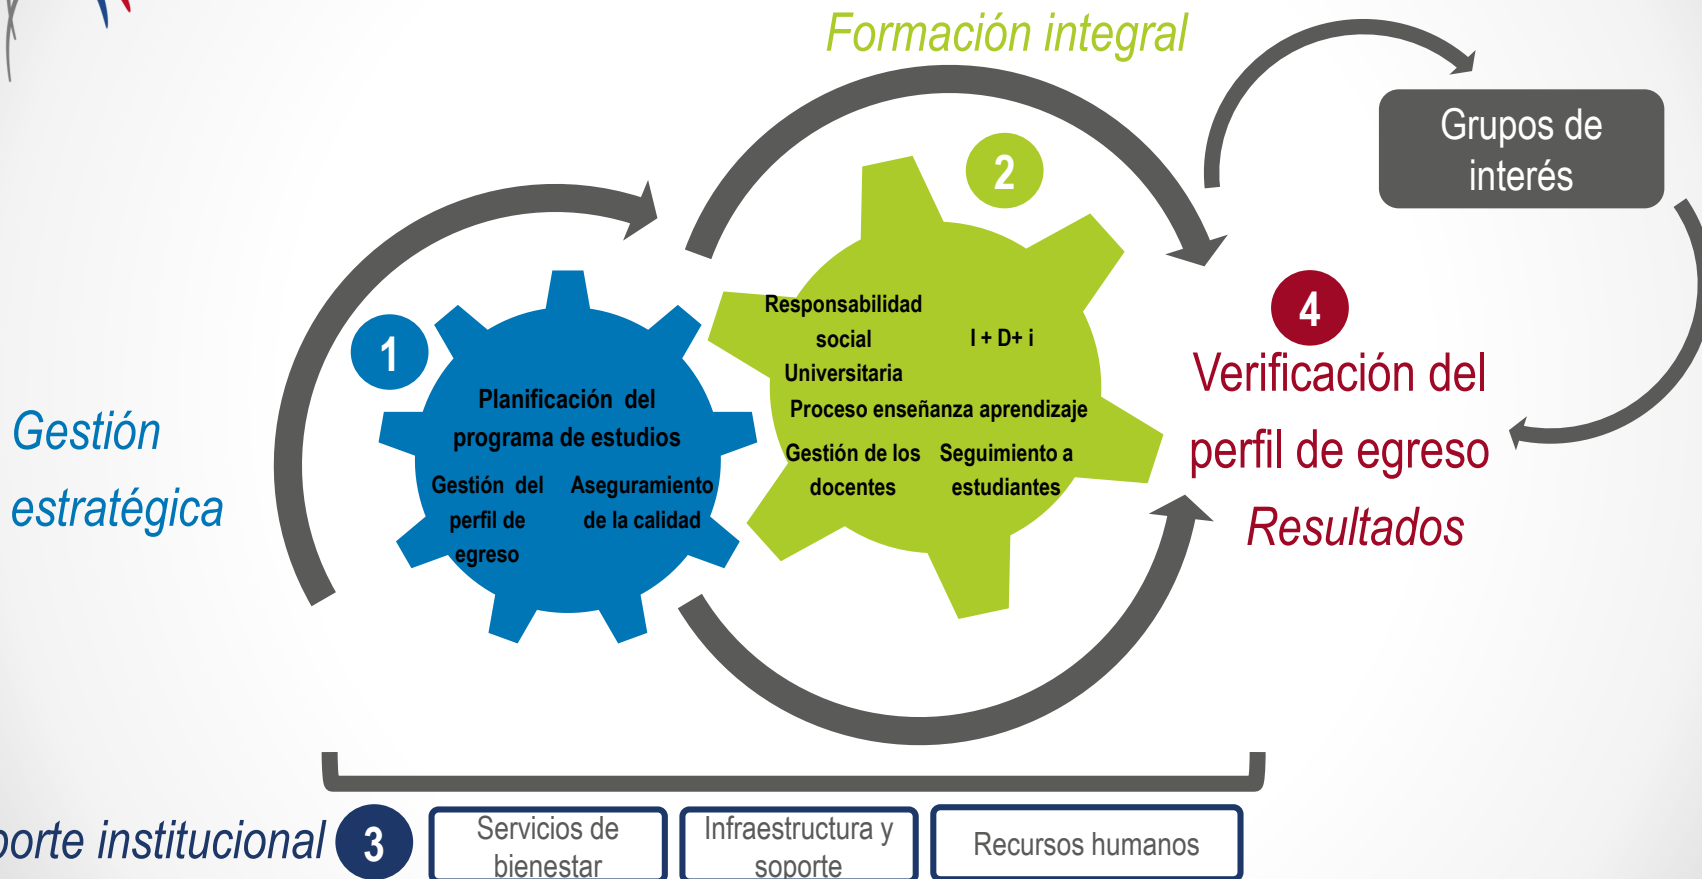 Formación integral
Grupos de
interés
2
Responsabilidad
social
Universitaria
I + D+ i
Proceso enseñanza aprendizaje
Gestión de los
docentes
Seguimiento a
estudiantes
1
Planificación del
programa de estudios
Gestión del
perfil de
egreso
Aseguramiento
de la calidad
Gestión
estratégica
4
Verificación del
perfil de egreso
Resultados
institucional
3
Servicios de
bienestar
Infraestructura y
soporte
Recursos humanos